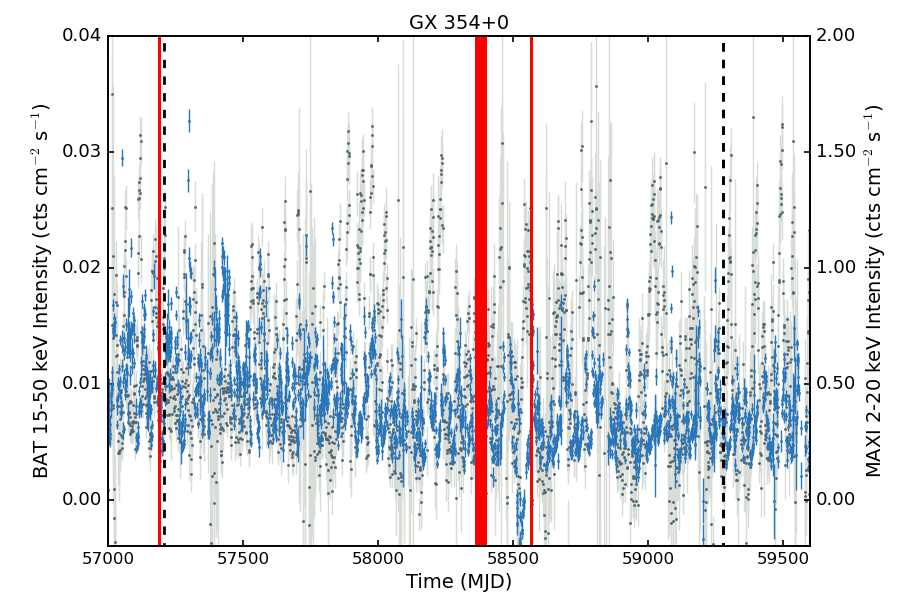 GX 354+0
0.04
0.03
0.02
0.01
0.00
BAT 15-50 keV Intensity (cts cm⁻² s⁻¹)
2.00
1.50
1.00
0.50
0.00
MAXI 2-20 keV Intensity (cts cm⁻² s⁻¹)
57000 57500 58000 58500 59000 59500
Time (MJD)